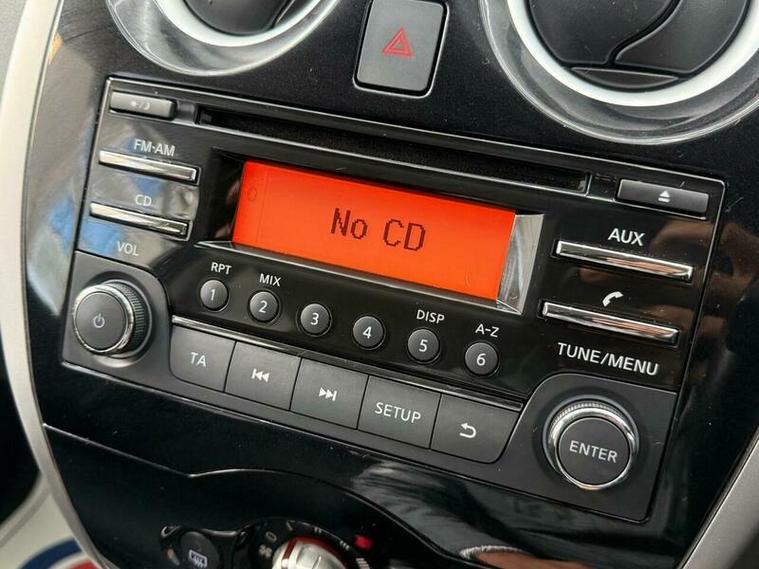 FM·AM
CD
VOL
No CD
AUX
RPT
MIX
DISP
A–Z
1
2
3
4
5
6
TUNE/MENU
TA
SETUP
ENTER